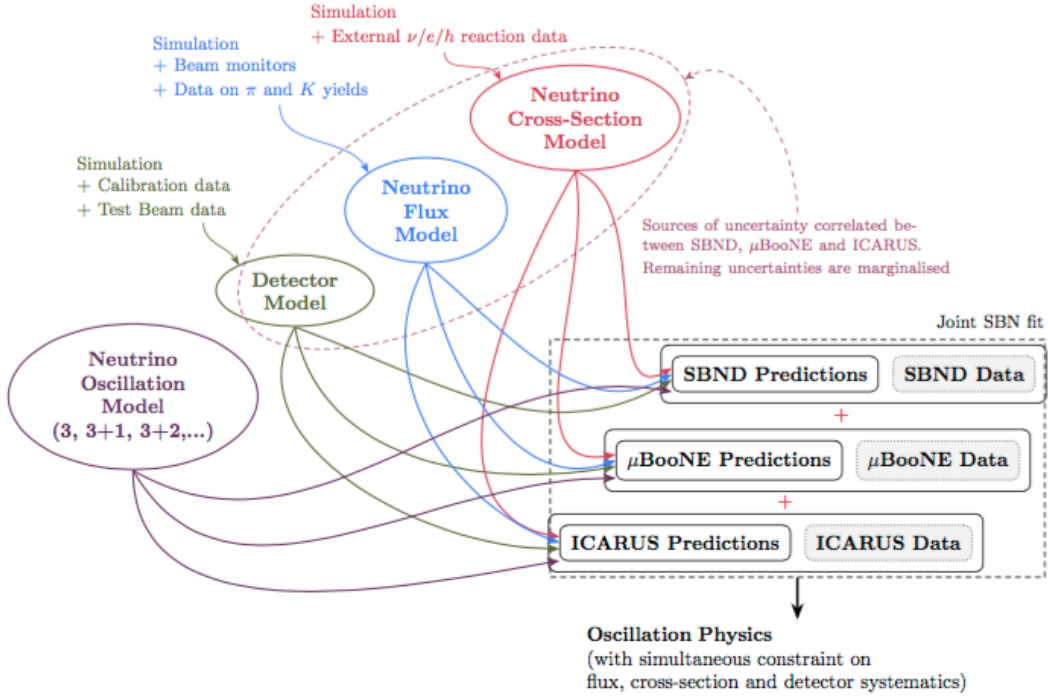 Simulation
+ External ν/e/h reaction data
Simulation
+ Beam monitors
+ Data on π and K yields
Neutrino
Cross-Section
Model
Simulation
+ Calibration data
+ Test Beam data
Neutrino
Flux
Model
Sources of uncertainty correlated be-
tween SBND, μBooNE and ICARUS.
Remaining uncertainties are marginalised
Detector
Model
Joint SBN fit
Neutrino
Oscillation
Model
(3, 3+1, 3+2,...)
SBND Predictions SBND Data
+
μBooNE Predictions μBooNE Data
+
ICARUS Predictions ICARUS Data
Oscillation Physics
(with simultaneous constraint on
flux, cross-section and detector systematics)